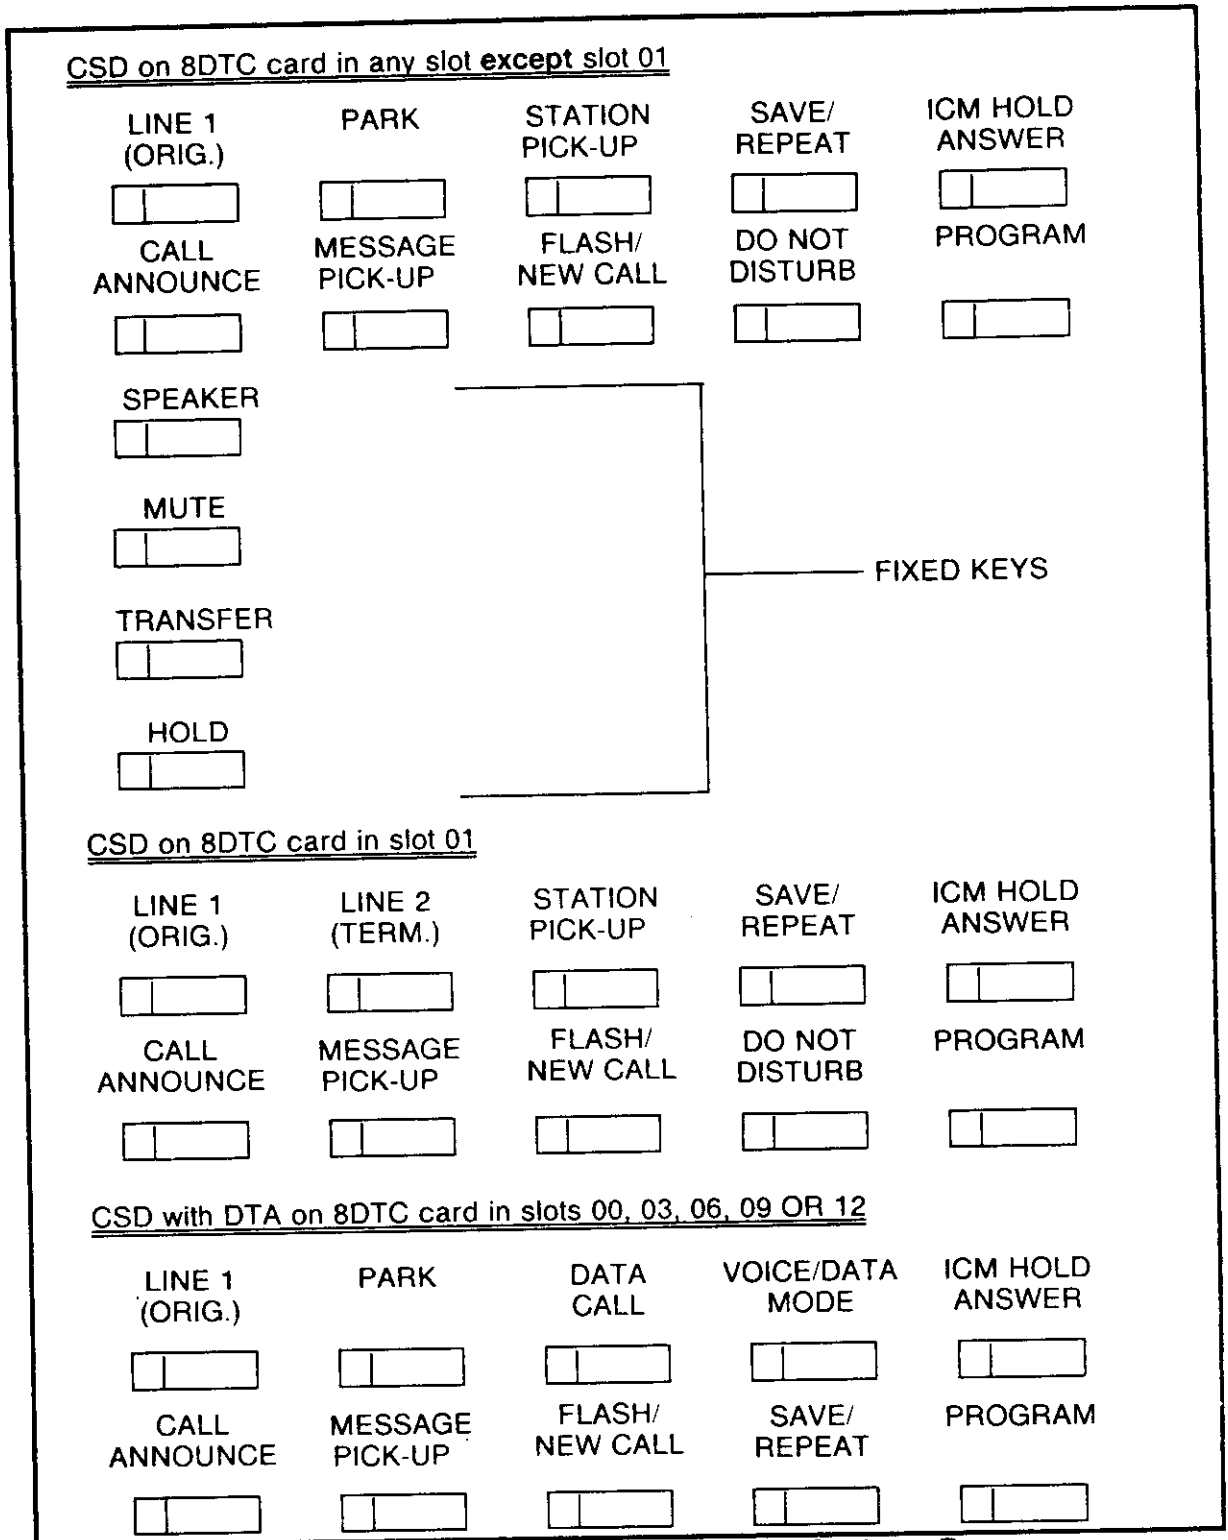 CSD on 8DTC card in any slot except slot 01
LINE 1 PARK STATION SAVE/ ICM HOLD
(ORIG.) PICK-UP REPEAT ANSWER
CALL MESSAGE FLASH/ DO NOT PROGRAM
ANNOUNCE PICK-UP NEW CALL DISTURB
SPEAKER
MUTE
FIXED KEYS
TRANSFER
HOLD
CSD on 8DTC card in slot 01
LINE 1 LINE 2 STATION SAVE/ ICM HOLD
(ORIG.) (TERM.) PICK-UP REPEAT ANSWER
CALL MESSAGE FLASH/ DO NOT PROGRAM
ANNOUNCE PICK-UP NEW CALL DISTURB
CSD with DTA on 8DTC card in slots 00, 03, 06, 09 OR 12
LINE 1 PARK DATA VOICE/DATA ICM HOLD
(ORIG.) CALL MODE ANSWER
CALL MESSAGE FLASH/ SAVE/ PROGRAM
ANNOUNCE PICK-UP NEW CALL REPEAT